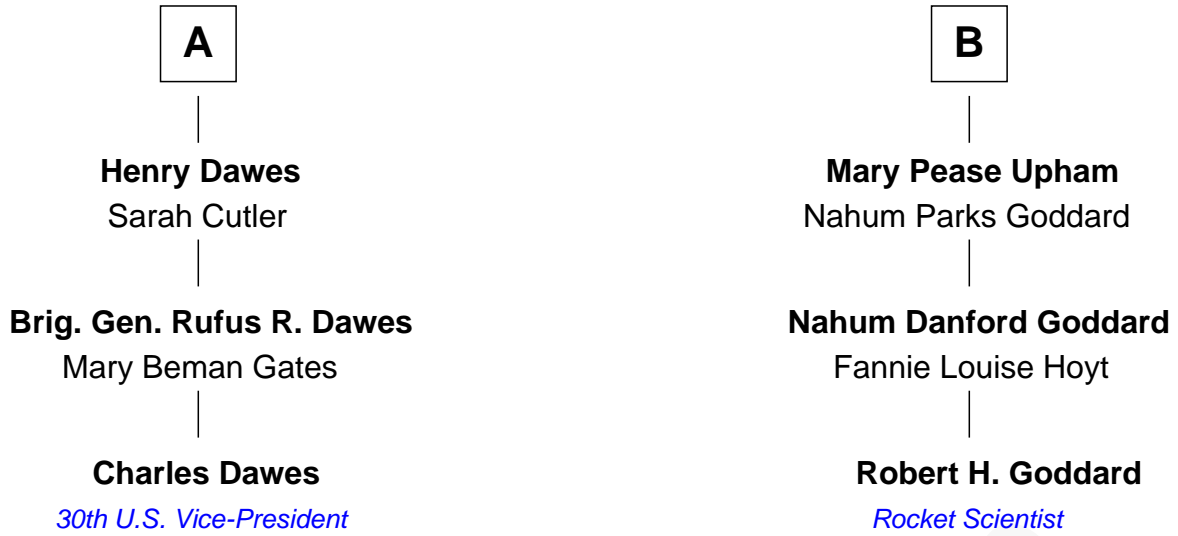 A
Henry Dawes
Sarah Cutler
Brig. Gen. Rufus R. Dawes
Mary Beman Gates
Charles Dawes
30th U.S. Vice-President
B
Mary Pease Upham
Nahum Parks Goddard
Nahum Danford Goddard
Fannie Louise Hoyt
Robert H. Goddard
Rocket Scientist